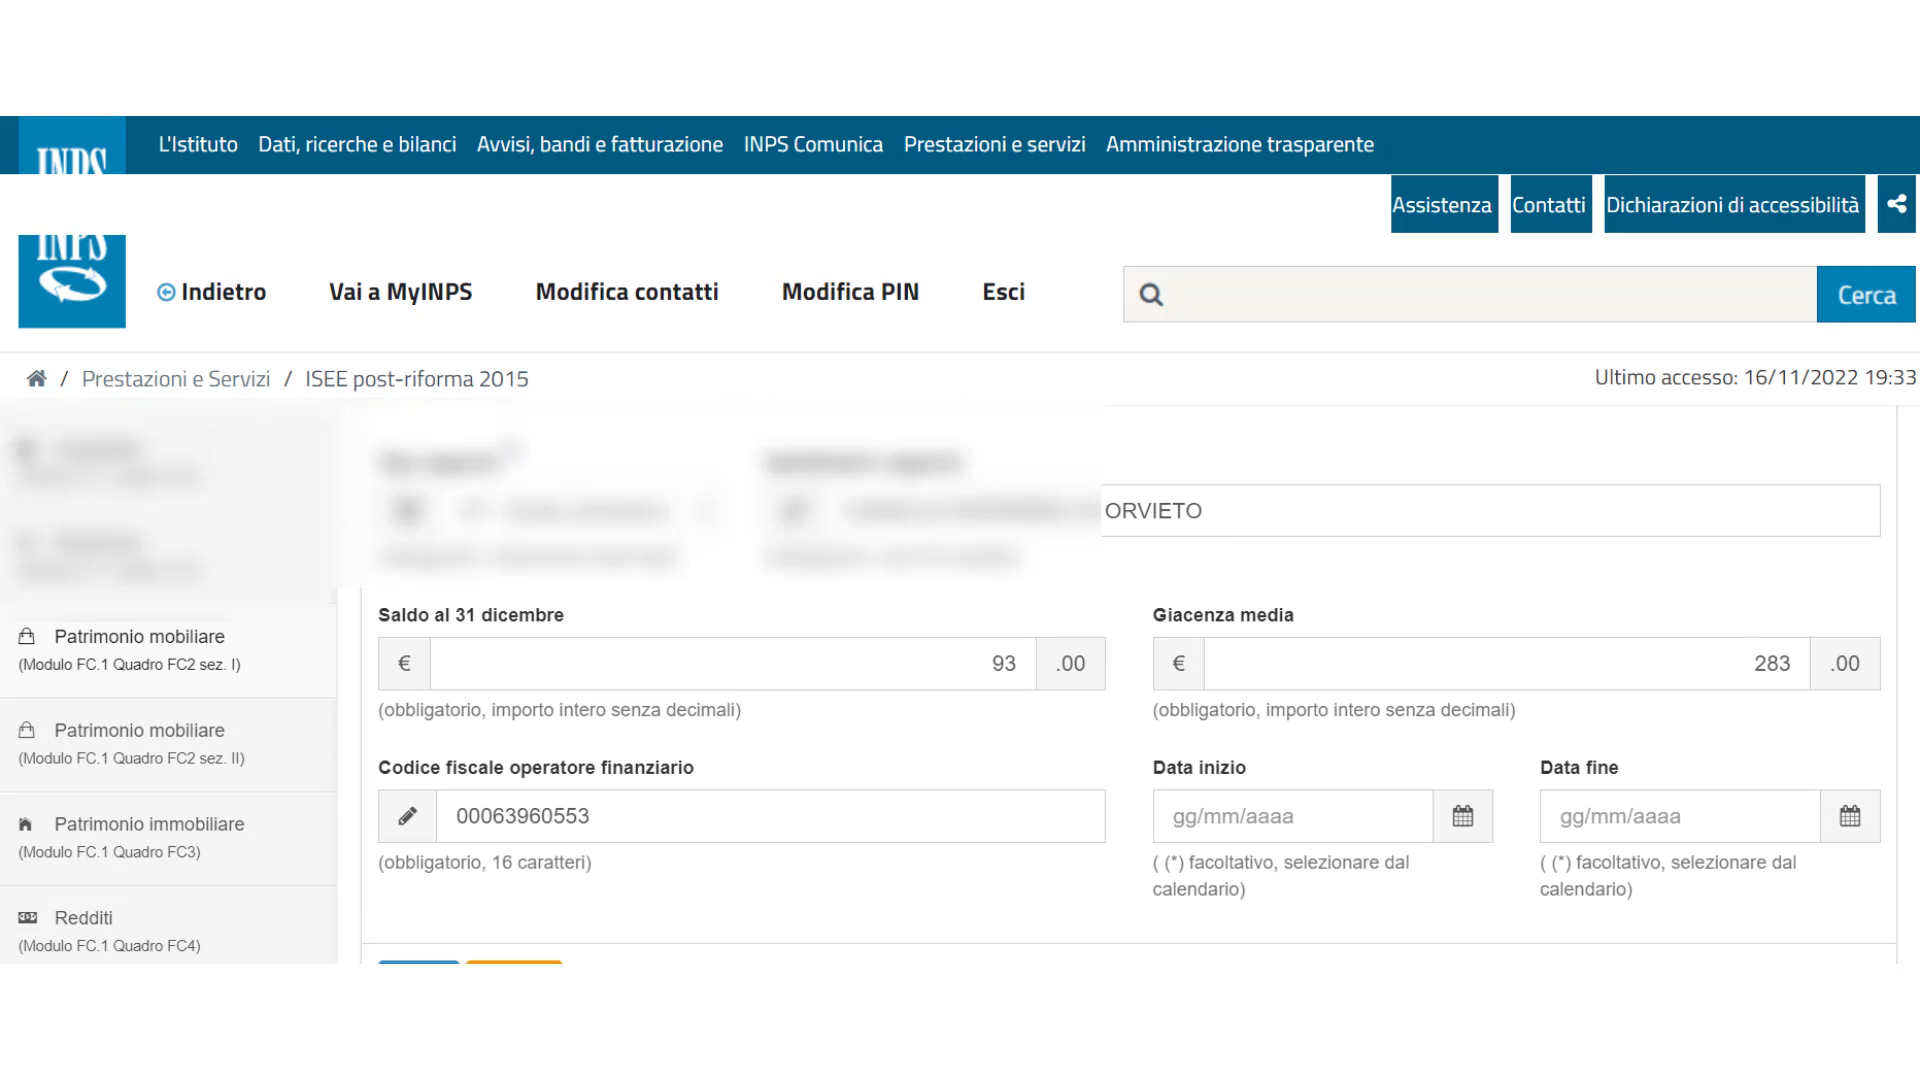 L'Istituto Dati, ricerche e bilanci Avvisi, bandi e fatturazione INPS Comunica Prestazioni e servizi Amministrazione trasparente
INPS
Assistenza Contatti Dichiarazioni di accessibilità
INPS
Indietro Vai a MyINPS Modifica contatti Modifica PIN Esci Cerca
/ Prestazioni e Servizi / ISEE post-riforma 2015 Ultimo accesso: 16/11/2022 19:33
ORVIETO
Patrimonio mobiliare
(Modulo FC.1 Quadro FC2 sez. I)
Patrimonio mobiliare
(Modulo FC.1 Quadro FC2 sez. II)
Patrimonio immobiliare
(Modulo FC.1 Quadro FC3)
Redditi
(Modulo FC.1 Quadro FC4)
Saldo al 31 dicembre Giacenza media
€ 93 .00 € 283 .00
(obbligatorio, importo intero senza decimali) (obbligatorio, importo intero senza decimali)
Codice fiscale operatore finanziario Data inizio Data fine
00063960553 gg/mm/aaaa gg/mm/aaaa
(obbligatorio, 16 caratteri) ( (*) facoltativo, selezionare dal ( (*) facoltativo, selezionare dal
calendario) calendario)